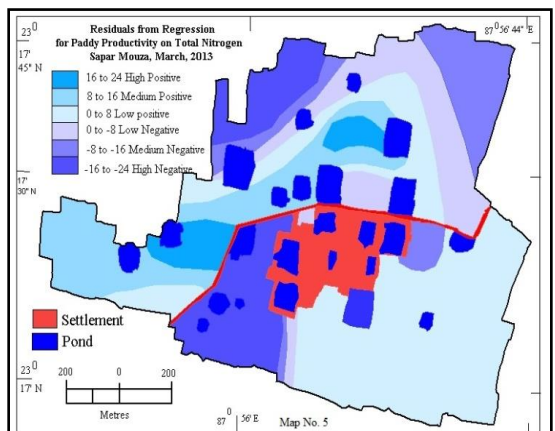 Residuals from Regression
for Paddy Productivity on Total Nitrogen
Sapar Mouza, March, 2013
16 to 24 High Positive
8 to 16 Medium Positive
0 to 8 Low positive
0 to -8 Low Negative
-8 to -16 Medium Negative
-16 to -24 High Negative
23⁰
17'
45" N
87⁰ 56' 44" E
17'
30" N
Settlement
Pond
23⁰
17' N
200 0 200
Metres
87⁰ 56' E
Map No. 5